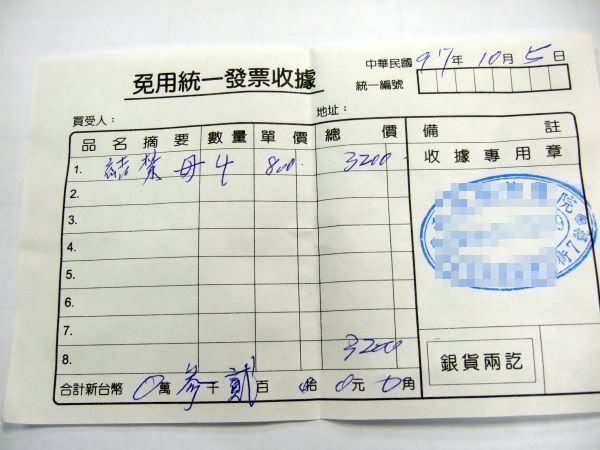 免用統一發票收據
中華民國 97 年 10 月 5 日
統一編號
買受人： 地址：
品名摘要 數量 單價 總價 備註
1. 結紮 母 4 800 3200 收據專用章
2.
3.
4.
5.
6.
7.
8. 3200
銀貨兩訖
合計新台幣 0 萬 參 千 貳 百 0 拾 0 元 0 角
院
街7